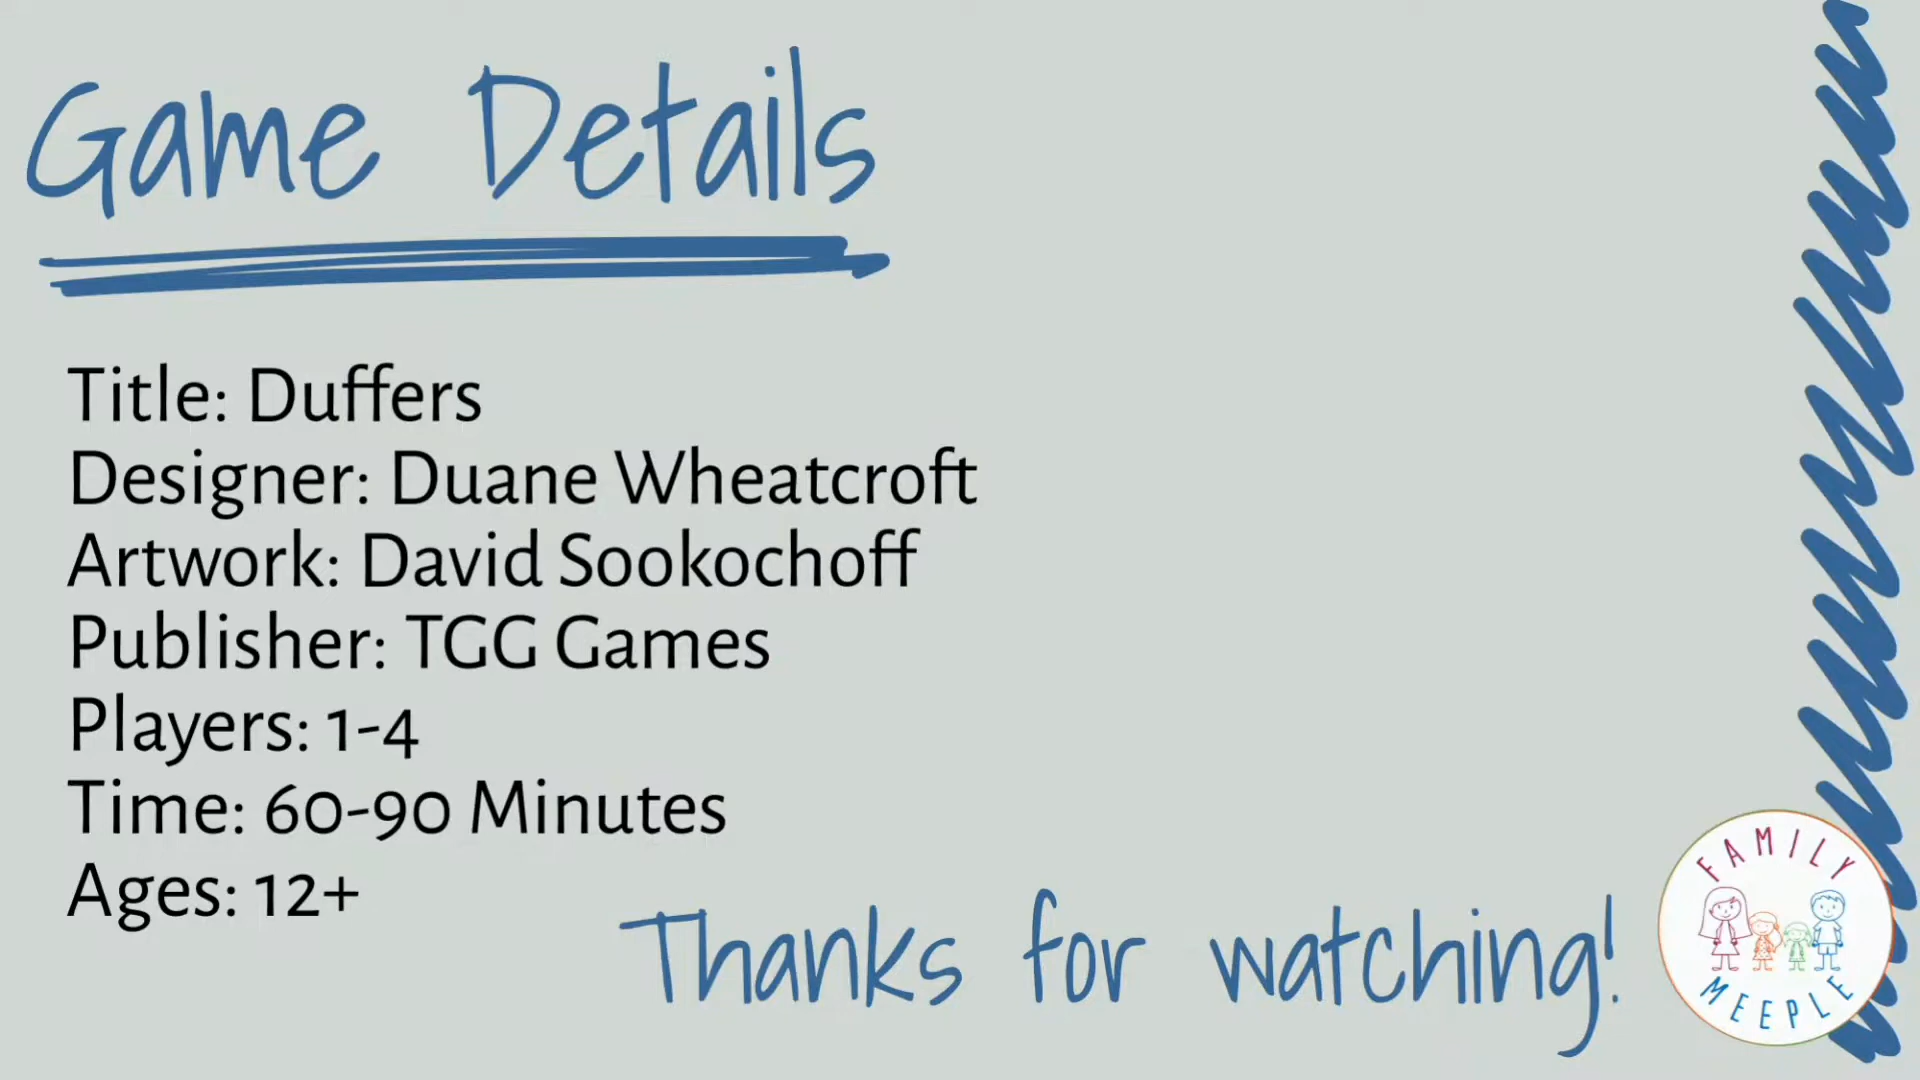 Game Details
Title: Duffers
Designer: Duane Wheatcroft
Artwork: David Sookochoff
Publisher: TGG Games
Players: 1-4
Time: 60-90 Minutes
Ages: 12+
Thanks for watching!
FAMILY
MEEPLE